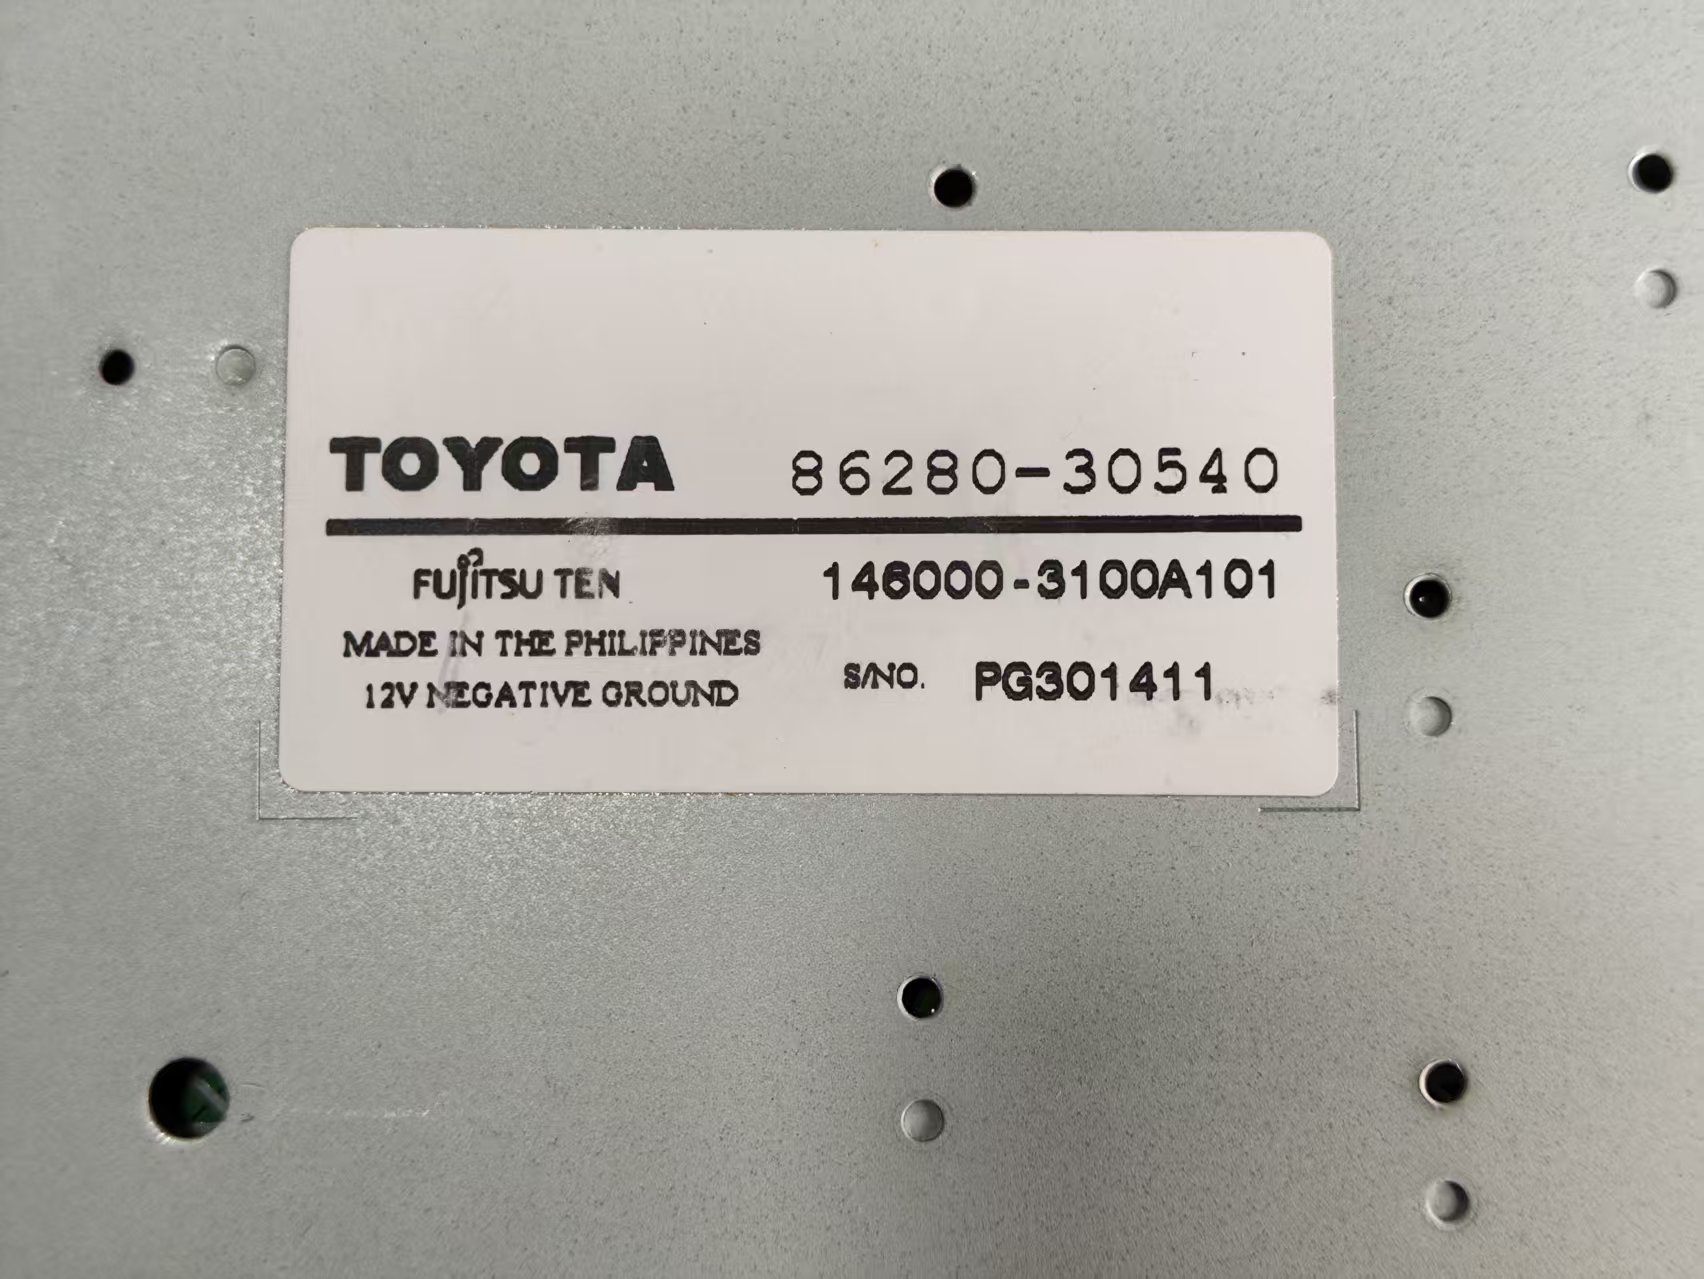 TOYOTA 86280-30540
FUJITSU TEN 146000-3100A101
MADE IN THE PHILIPPINES
12V NEGATIVE GROUND S/NO. PG301411